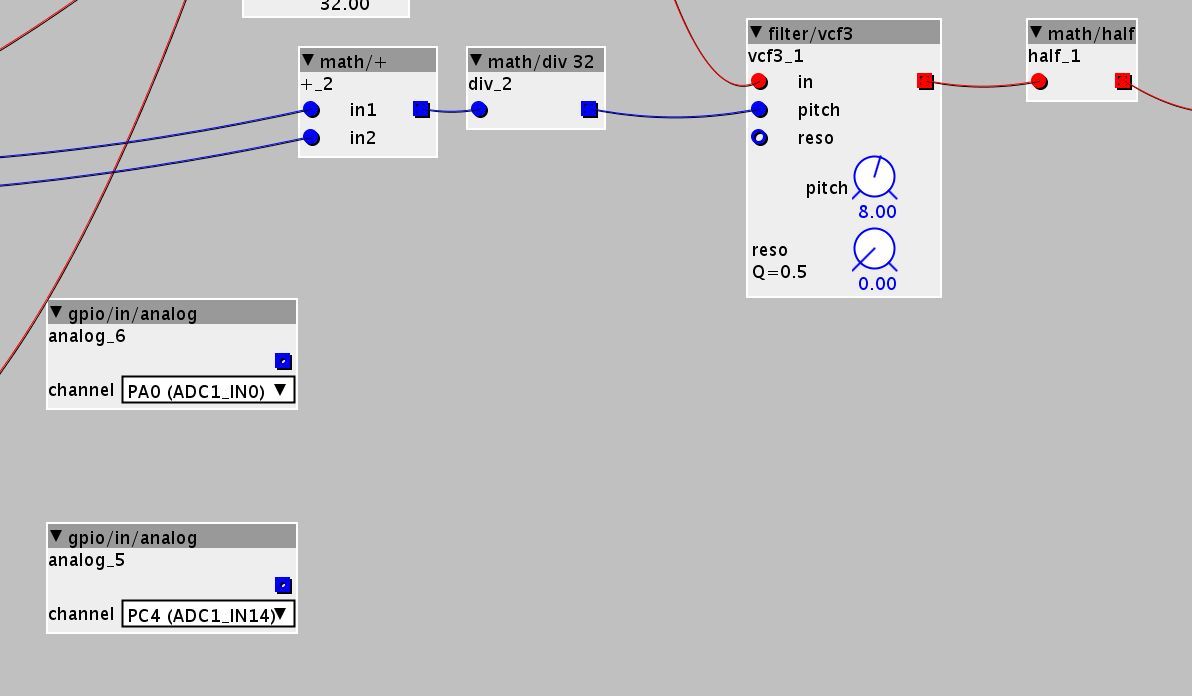 32.00
math/+
+_2
in1
in2
math/div 32
div_2
filter/vcf3
vcf3_1
in
pitch
reso
pitch
8.00
reso
Q=0.5
0.00
math/half
half_1
gpio/in/analog
analog_6
channel PA0 (ADC1_IN0)
gpio/in/analog
analog_5
channel PC4 (ADC1_IN14)